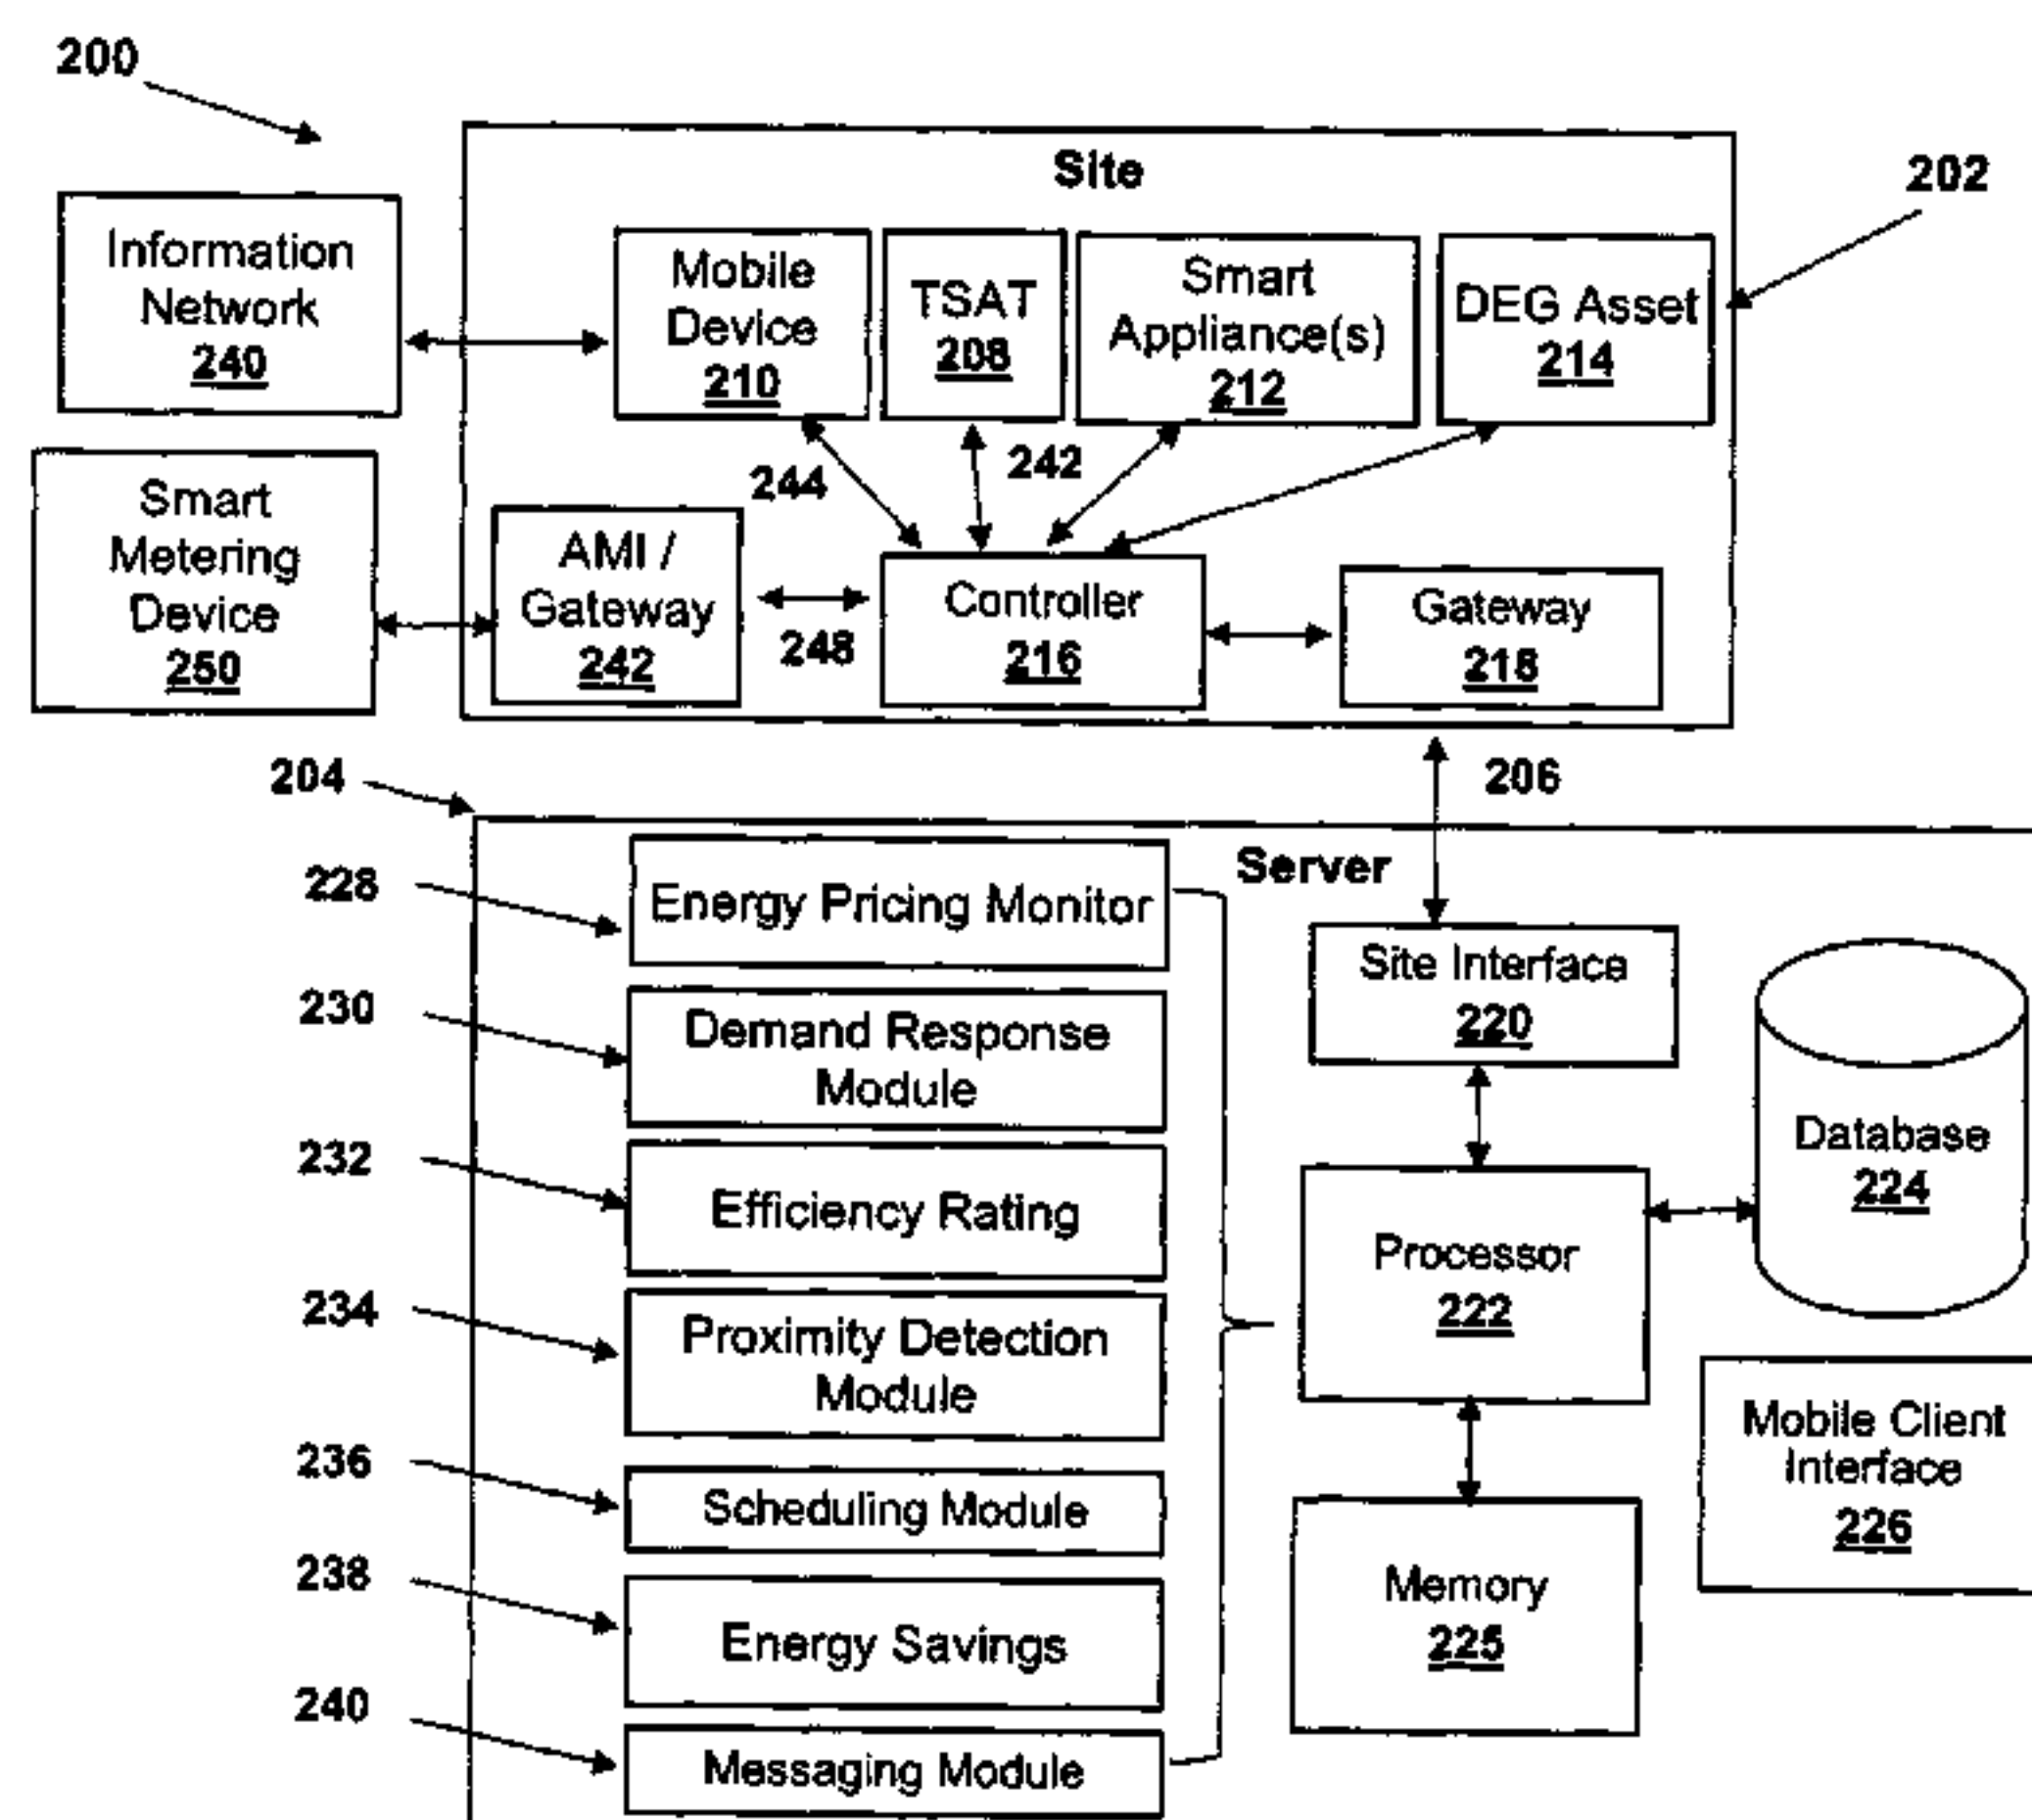 200
Site
202
Information
Network
240
Mobile
Device
210
TSAT
208
Smart
Appliance(s)
212
DEG Asset
214
Smart
Metering
Device
250
244
242
AMI /
Gateway
242
248
Controller
216
Gateway
218
204
206
Server
228
Energy Pricing Monitor
230
Demand Response
Module
232
Efficiency Rating
234
Proximity Detection
Module
236
Scheduling Module
238
Energy Savings
240
Messaging Module
Site Interface
220
Processor
222
Database
224
Memory
225
Mobile Client
Interface
226